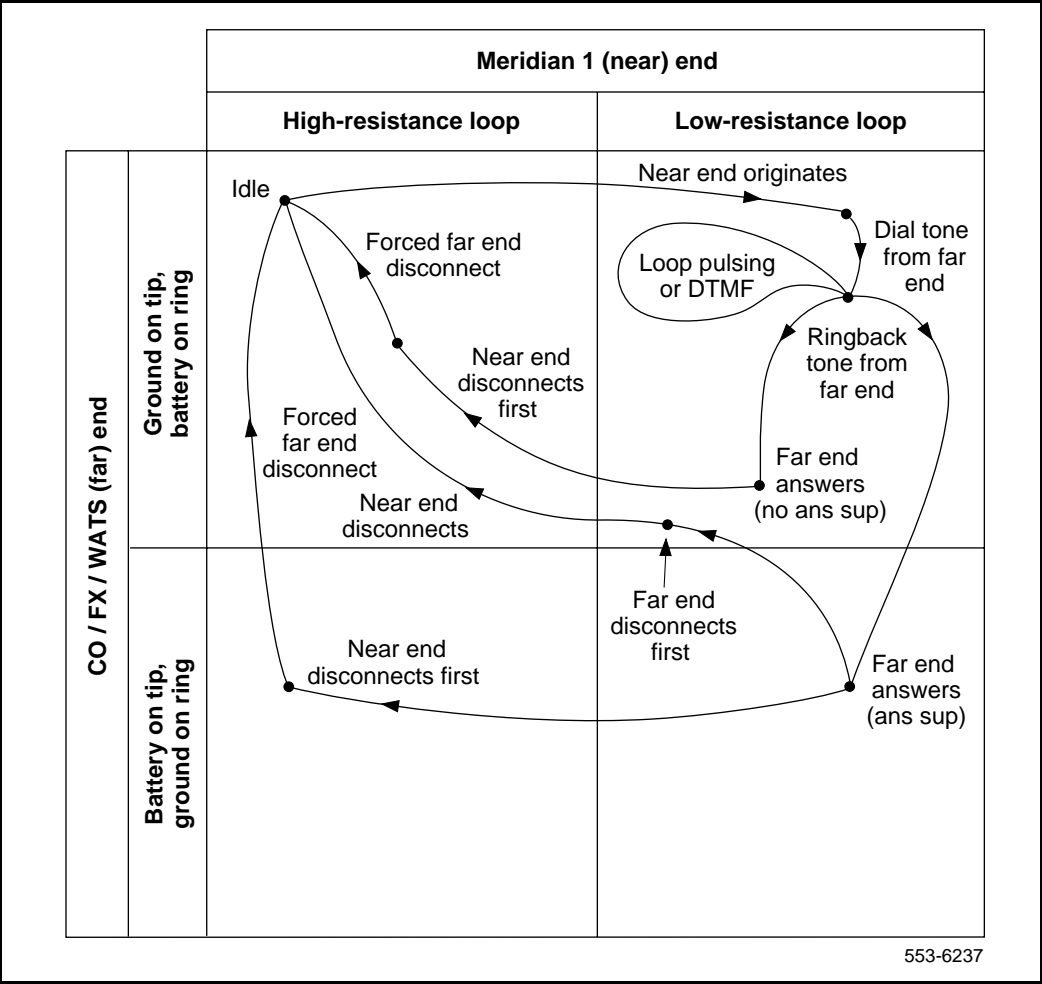 Meridian 1 (near) end
High-resistance loop
Low-resistance loop
CO / FX / WATS (far) end
Ground on tip,
battery on ring
Battery on tip,
ground on ring
Idle
Near end originates
Dial tone
from far
end
Forced far end
disconnect
Loop pulsing
or DTMF
Ringback
tone from
far end
Near end
disconnects
first
Forced
far end
disconnect
Far end
answers
(no ans sup)
Near end
disconnects
Far end
disconnects
first
Near end
disconnects first
Far end
answers
(ans sup)
553-6237